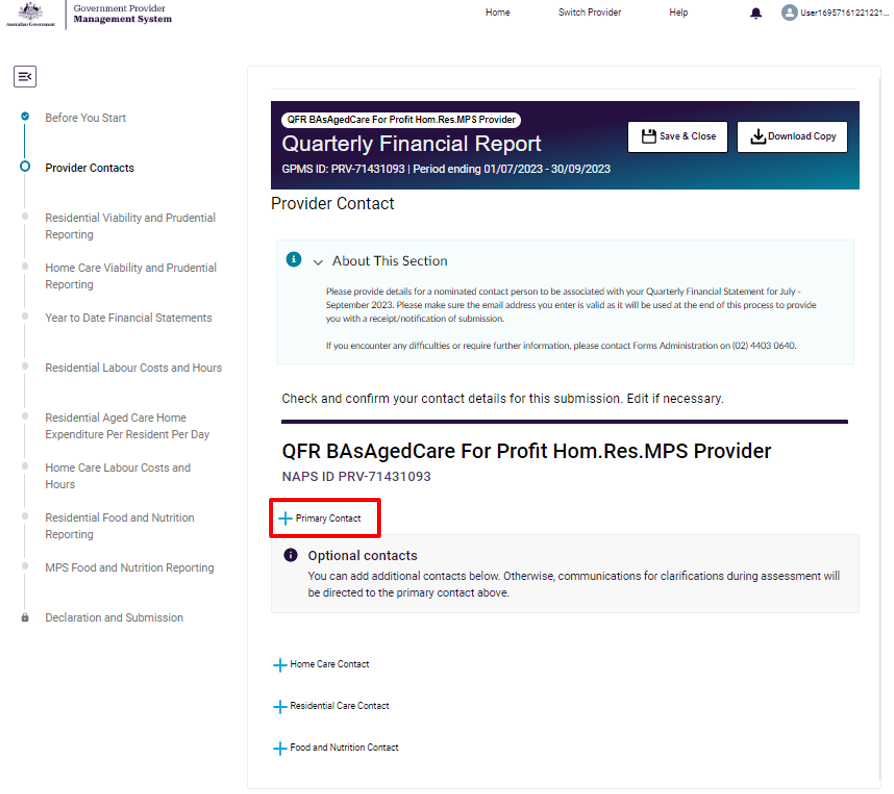 Australian Government
Government Provider
Management System
Home
Switch Provider
Help
User16957161221221...
Before You Start
Provider Contacts
Residential Viability and Prudential
Reporting
Home Care Viability and Prudential
Reporting
Year to Date Financial Statements
Residential Labour Costs and Hours
Residential Aged Care Home
Expenditure Per Resident Per Day
Home Care Labour Costs and
Hours
Residential Food and Nutrition
Reporting
MPS Food and Nutrition Reporting
Declaration and Submission
QFR BAsAgedCare For Profit Hom.Res.MPS Provider
Quarterly Financial Report
GPMS ID: PRV-71431093 | Period ending 01/07/2023 - 30/09/2023
Save & Close
Download Copy
Provider Contact
About This Section
Please provide details for a nominated contact person to be associated with your Quarterly Financial Statement for July -
September 2023. Please make sure the email address you enter is valid as it will be used at the end of this process to provide
you with a receipt/notification of submission.
If you encounter any difficulties or require further information, please contact Forms Administration on (02) 4403 0640.
Check and confirm your contact details for this submission. Edit if necessary.
QFR BAsAgedCare For Profit Hom.Res.MPS Provider
NAPS ID PRV-71431093
Primary Contact
Optional contacts
You can add additional contacts below. Otherwise, communications for clarifications during assessment will
be directed to the primary contact above.
Home Care Contact
Residential Care Contact
Food and Nutrition Contact